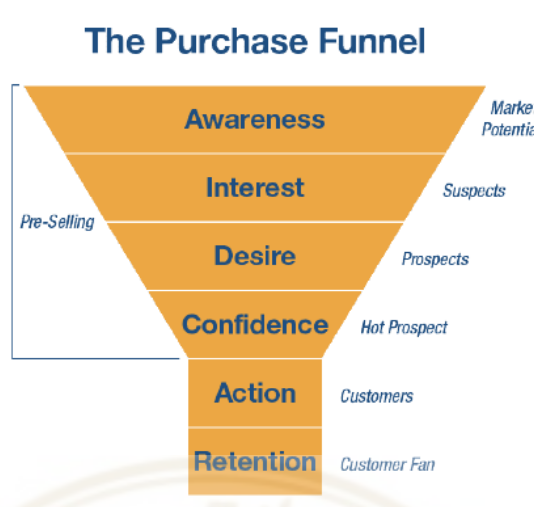 The Purchase Funnel
Awareness
Marke
Potentia
Interest
Suspects
Pre-Selling
Desire
Prospects
Confidence
Hot Prospect
Action
Customers
Retention
Customer Fan